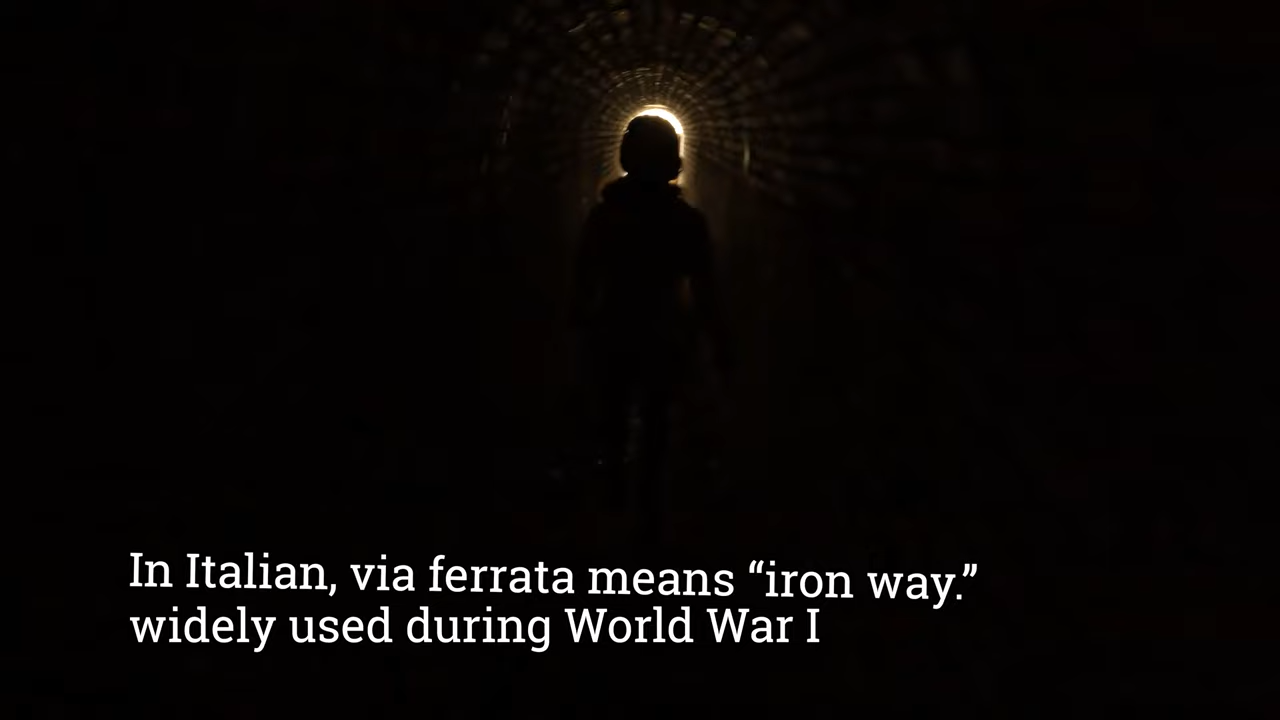 In Italian, via ferrata means “iron way.”
widely used during World War I